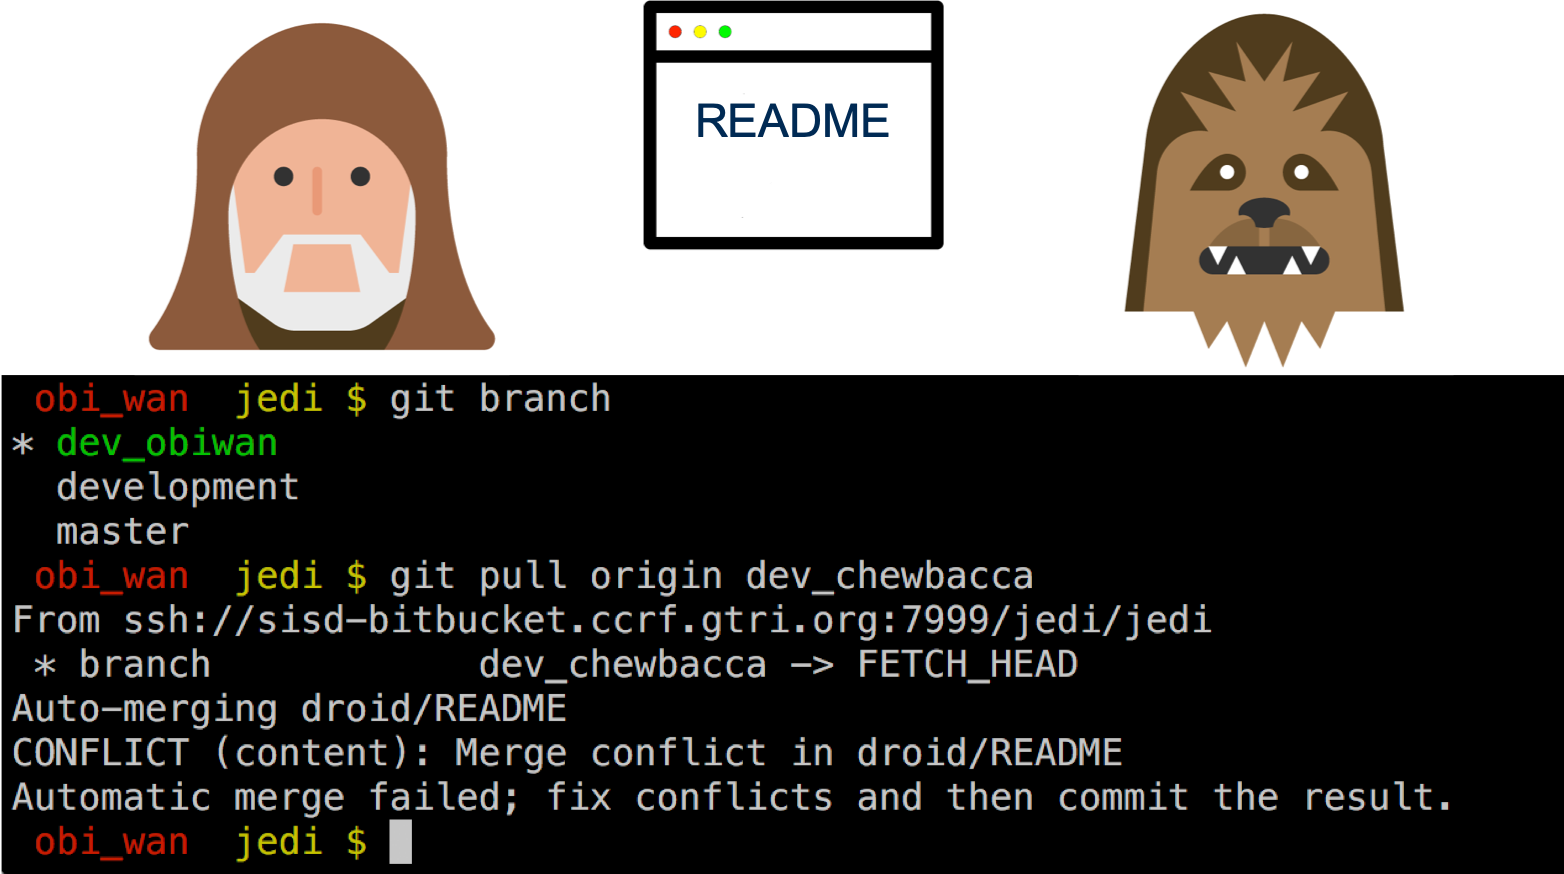 README
obi_wan  jedi $ git branch
* dev_obiwan
  development
  master
obi_wan  jedi $ git pull origin dev_chewbacca
From ssh://sisd-bitbucket.ccrf.gtri.org:7999/jedi/jedi
 * branch            dev_chewbacca -> FETCH_HEAD
Auto-merging droid/README
CONFLICT (content): Merge conflict in droid/README
Automatic merge failed; fix conflicts and then commit the result.
obi_wan  jedi $